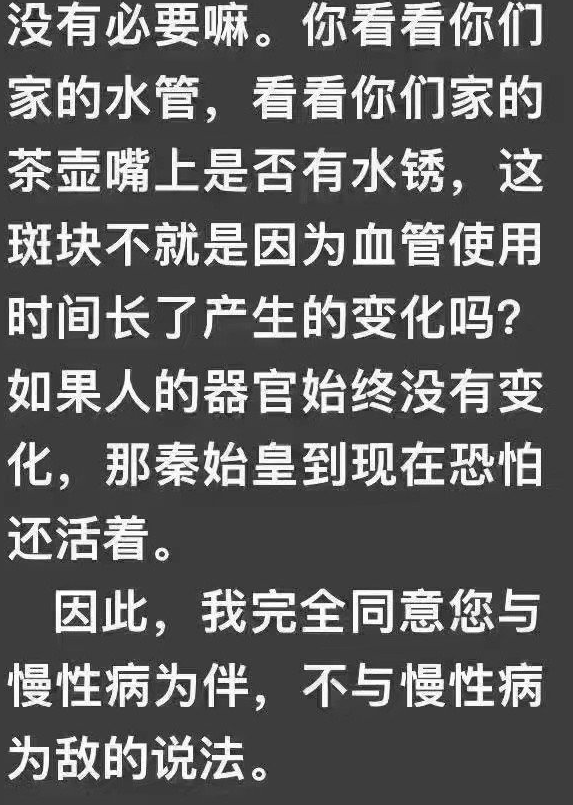 没有必要嘛。你看看你们
家的水管，看看你们家的
茶壶嘴上是否有水锈，这
斑块不就是因为血管使用
时间长了产生的变化吗？
如果人的器官始终没有变
化，那秦始皇到现在恐怕
还活着。
因此，我完全同意您与
慢性病为伴，不与慢性病
为敌的说法。